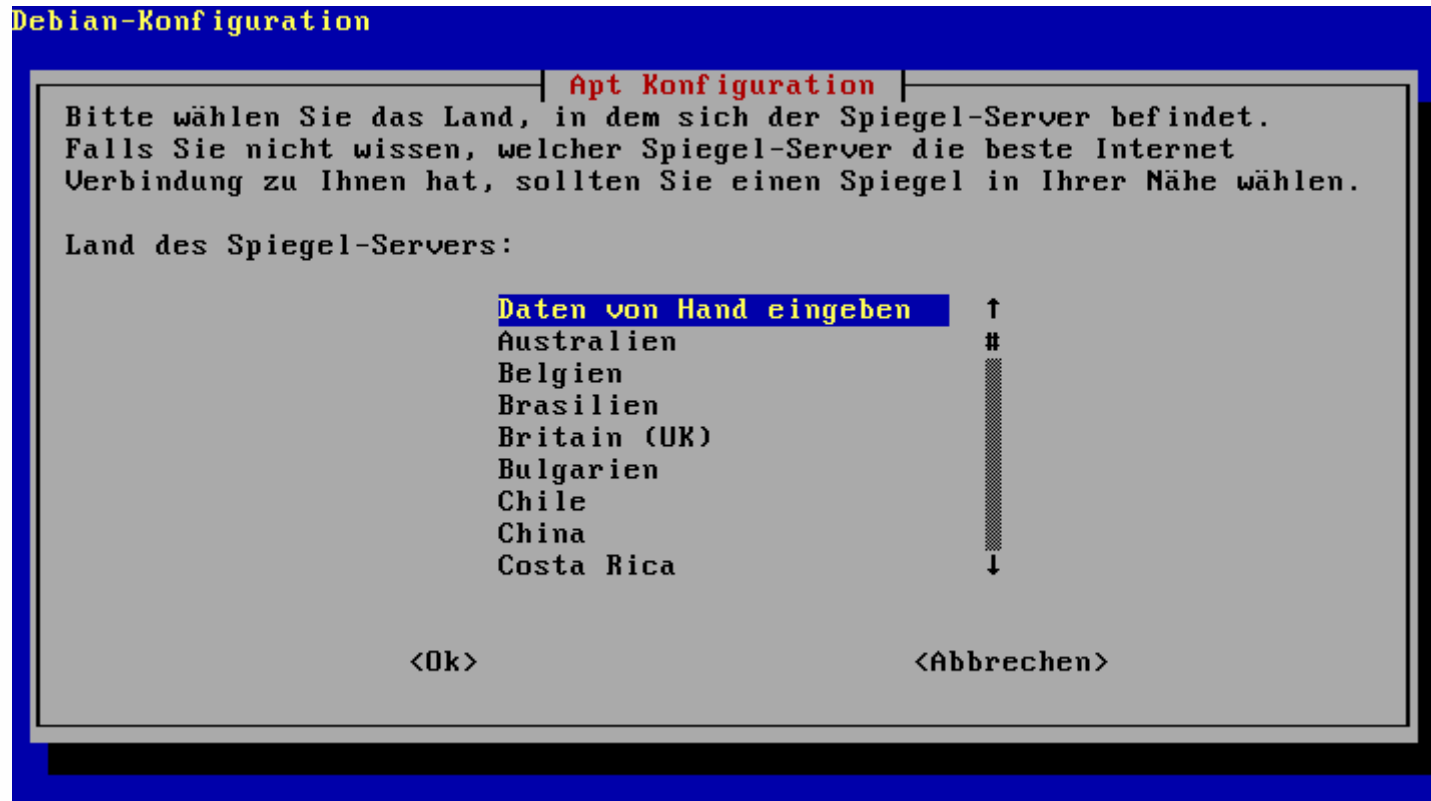 Debian-Konfiguration
Apt Konfiguration
Bitte wählen Sie das Land, in dem sich der Spiegel-Server befindet.
Falls Sie nicht wissen, welcher Spiegel-Server die beste Internet
Verbindung zu Ihnen hat, sollten Sie einen Spiegel in Ihrer Nähe wählen.
Land des Spiegel-Servers:
Daten von Hand eingeben ↑
Australien #
Belgien
Brasilien
Britain (UK)
Bulgarien
Chile
China
Costa Rica ↓
<Ok> <Abbrechen>